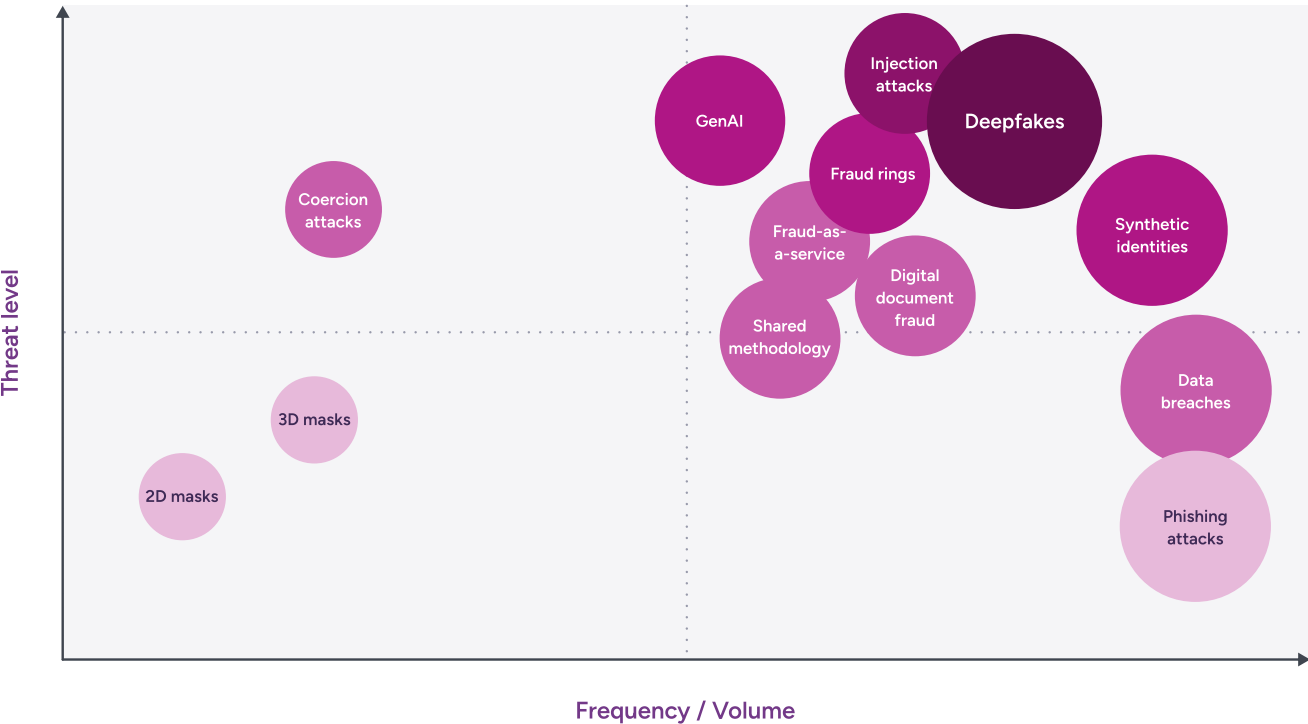 Threat level
Injection
attacks
GenAI
Deepfakes
Fraud rings
Coercion
attacks
Synthetic
identities
Fraud-as-
a-service
Digital
document
fraud
Shared
methodology
Data
breaches
3D masks
2D masks
Phishing
attacks
Frequency / Volume